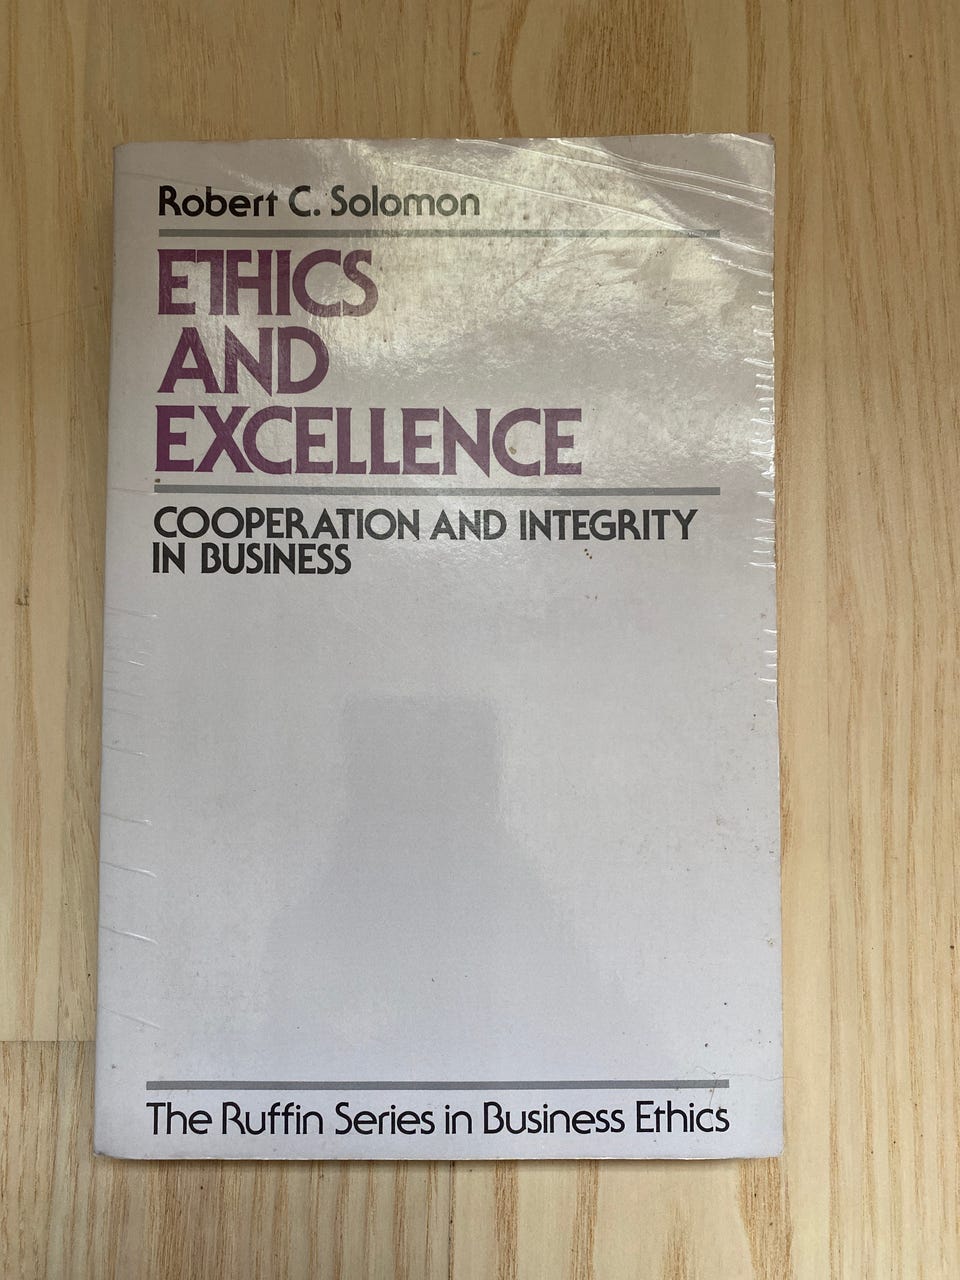 Robert C. Solomon
ETHICS
AND
EXCELLENCE
COOPERATION AND INTEGRITY
IN BUSINESS
The Ruffin Series in Business Ethics